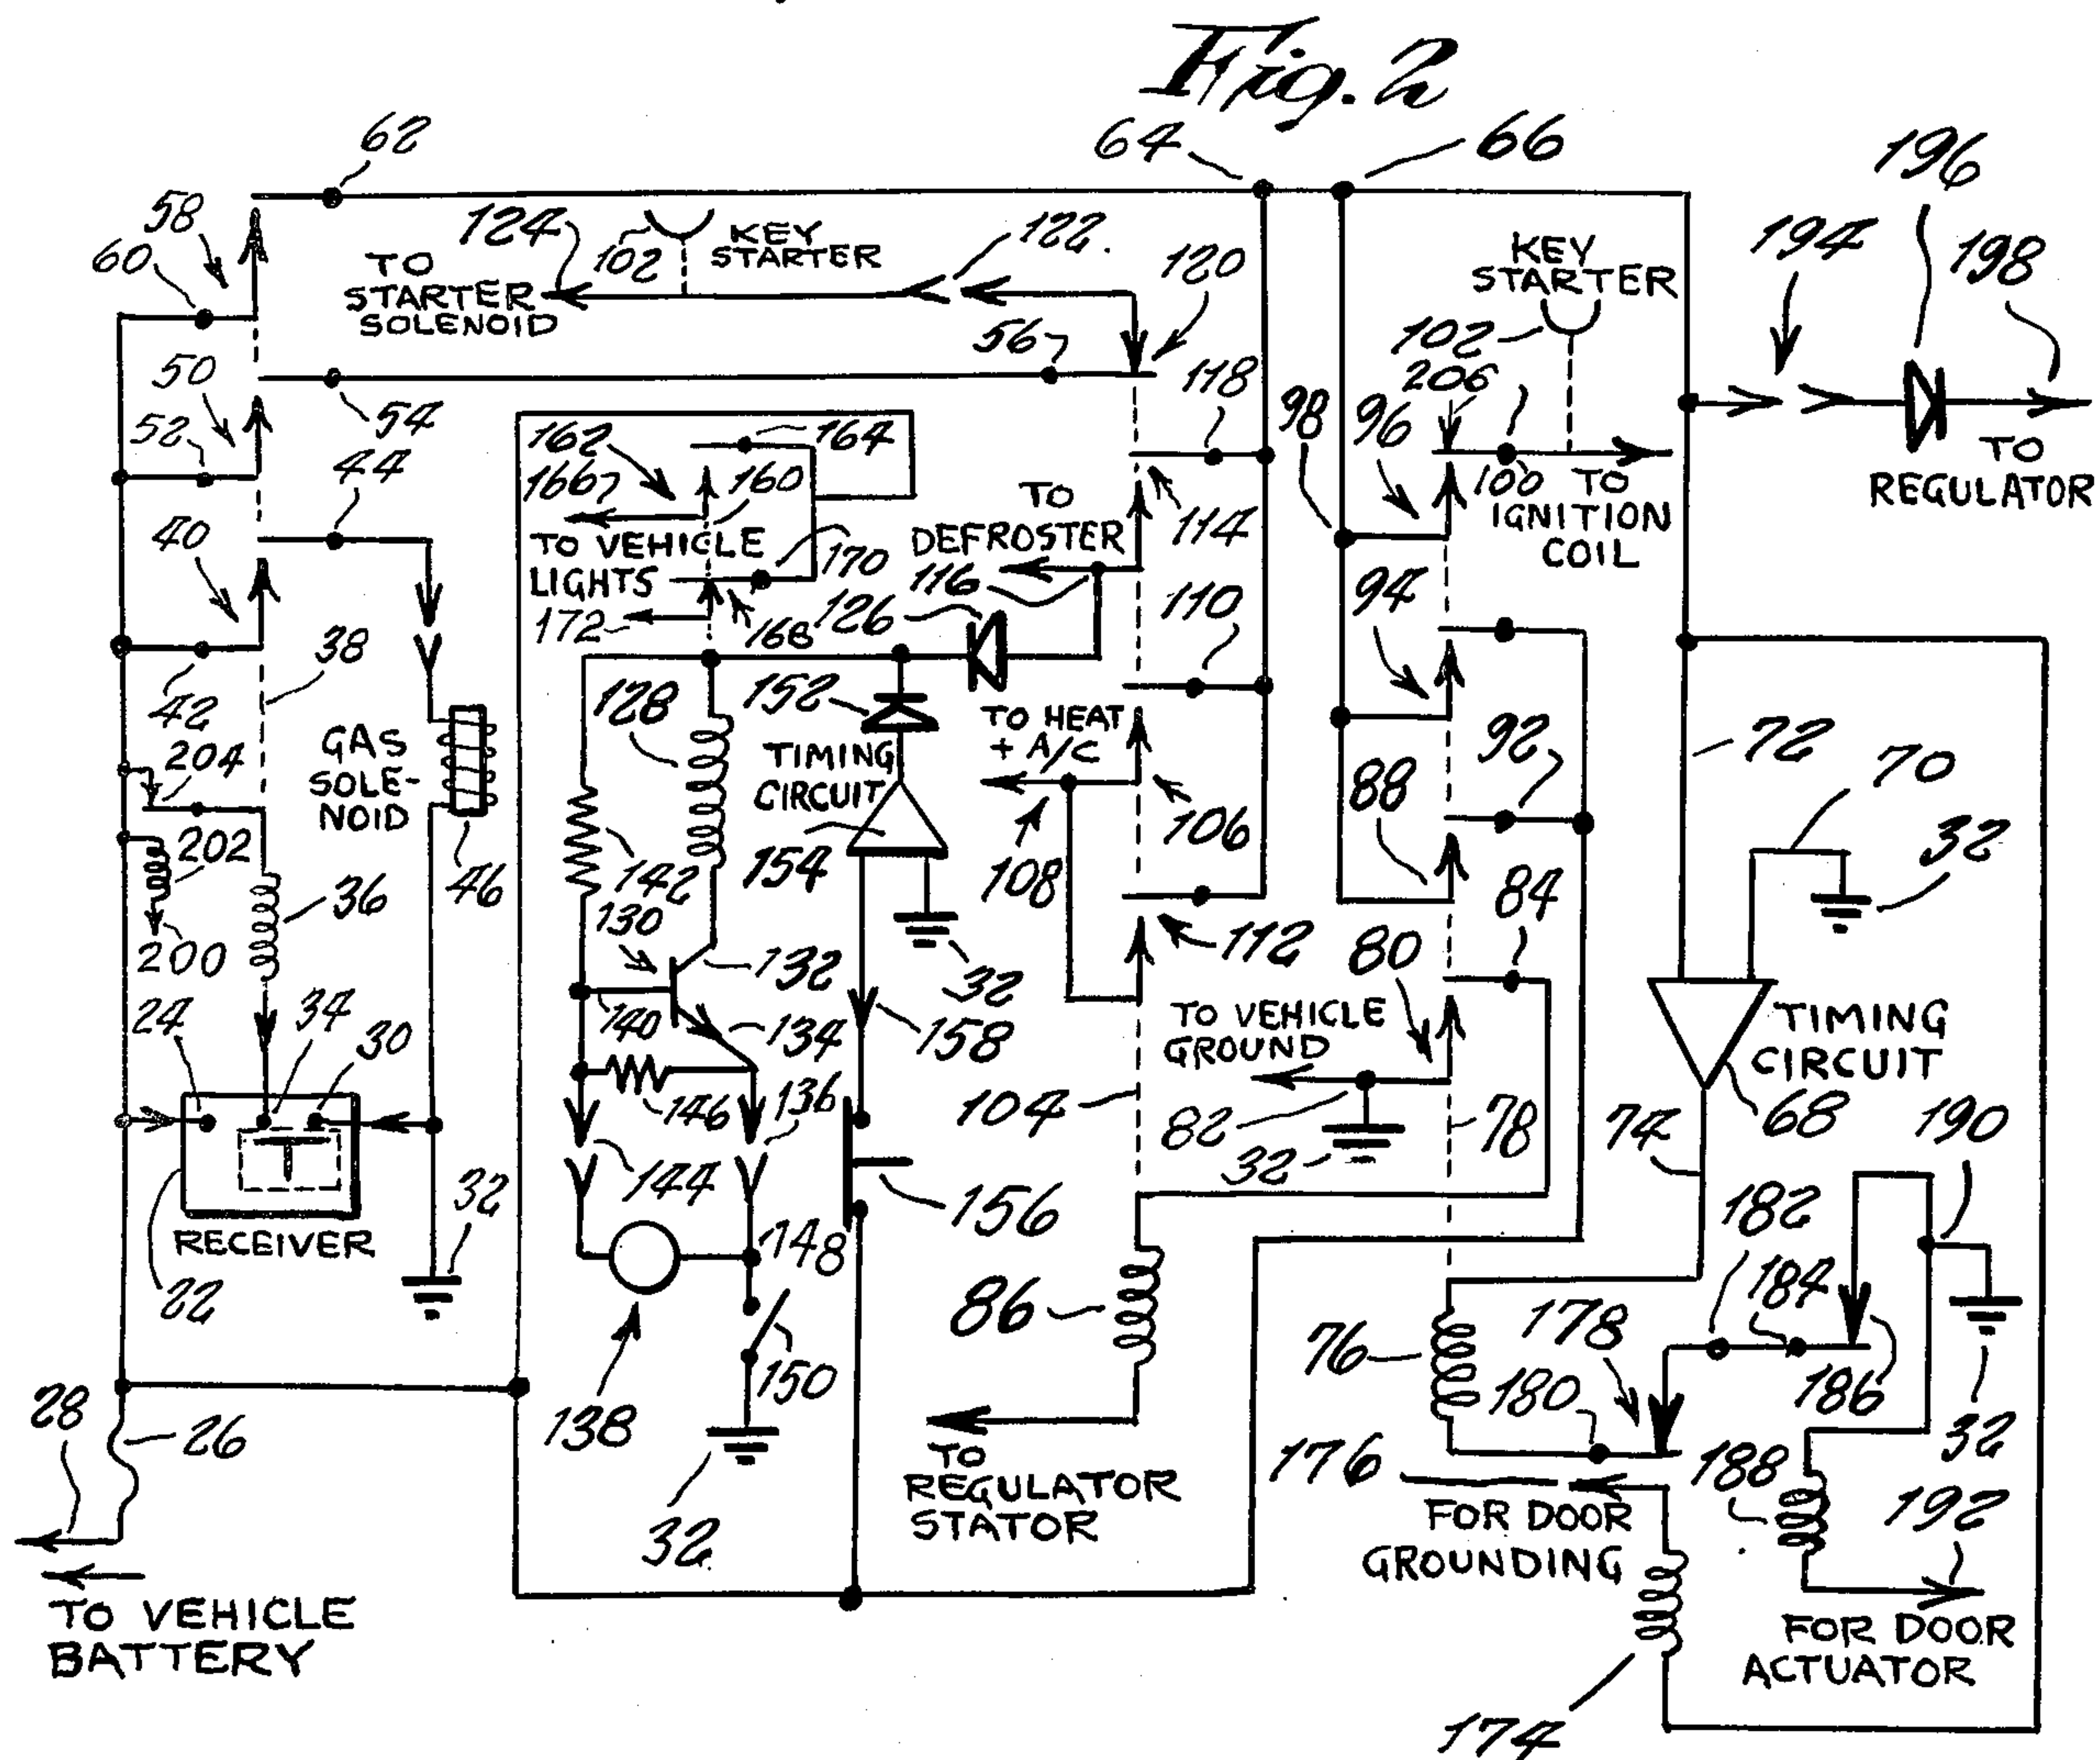 Fig. 2
62
64
66
196
58
124
102
KEY
STARTER
122
120
60
TO
STARTER
SOLENOID
KEY
STARTER
194
198
56
118
102
206
50
52
54
44
162
164
166
160
98
96
100
TO
IGNITION
COIL
TO
REGULATOR
40
TO VEHICLE
LIGHTS
170
TO
DEFROSTER
114
116
110
94
172
168
126
38
42
128
152
TO HEAT
+ A/C
92
72
70
204
GAS
SOLE-
NOID
TIMING
CIRCUIT
88
32
202
46
142
154
108
106
84
36
130
112
80
200
132
32
24
34
30
140
134
158
TO VEHICLE
GROUND
TIMING
CIRCUIT
146
136
104
82
78
74
68
190
32
32
144
156
182
RECEIVER
148
22
86
184
76
178
186
28
26
138
150
180
32
176
188
192
TO
REGULATOR
STATOR
32
FOR DOOR
GROUNDING
TO VEHICLE
BATTERY
FOR DOOR
ACTUATOR
174